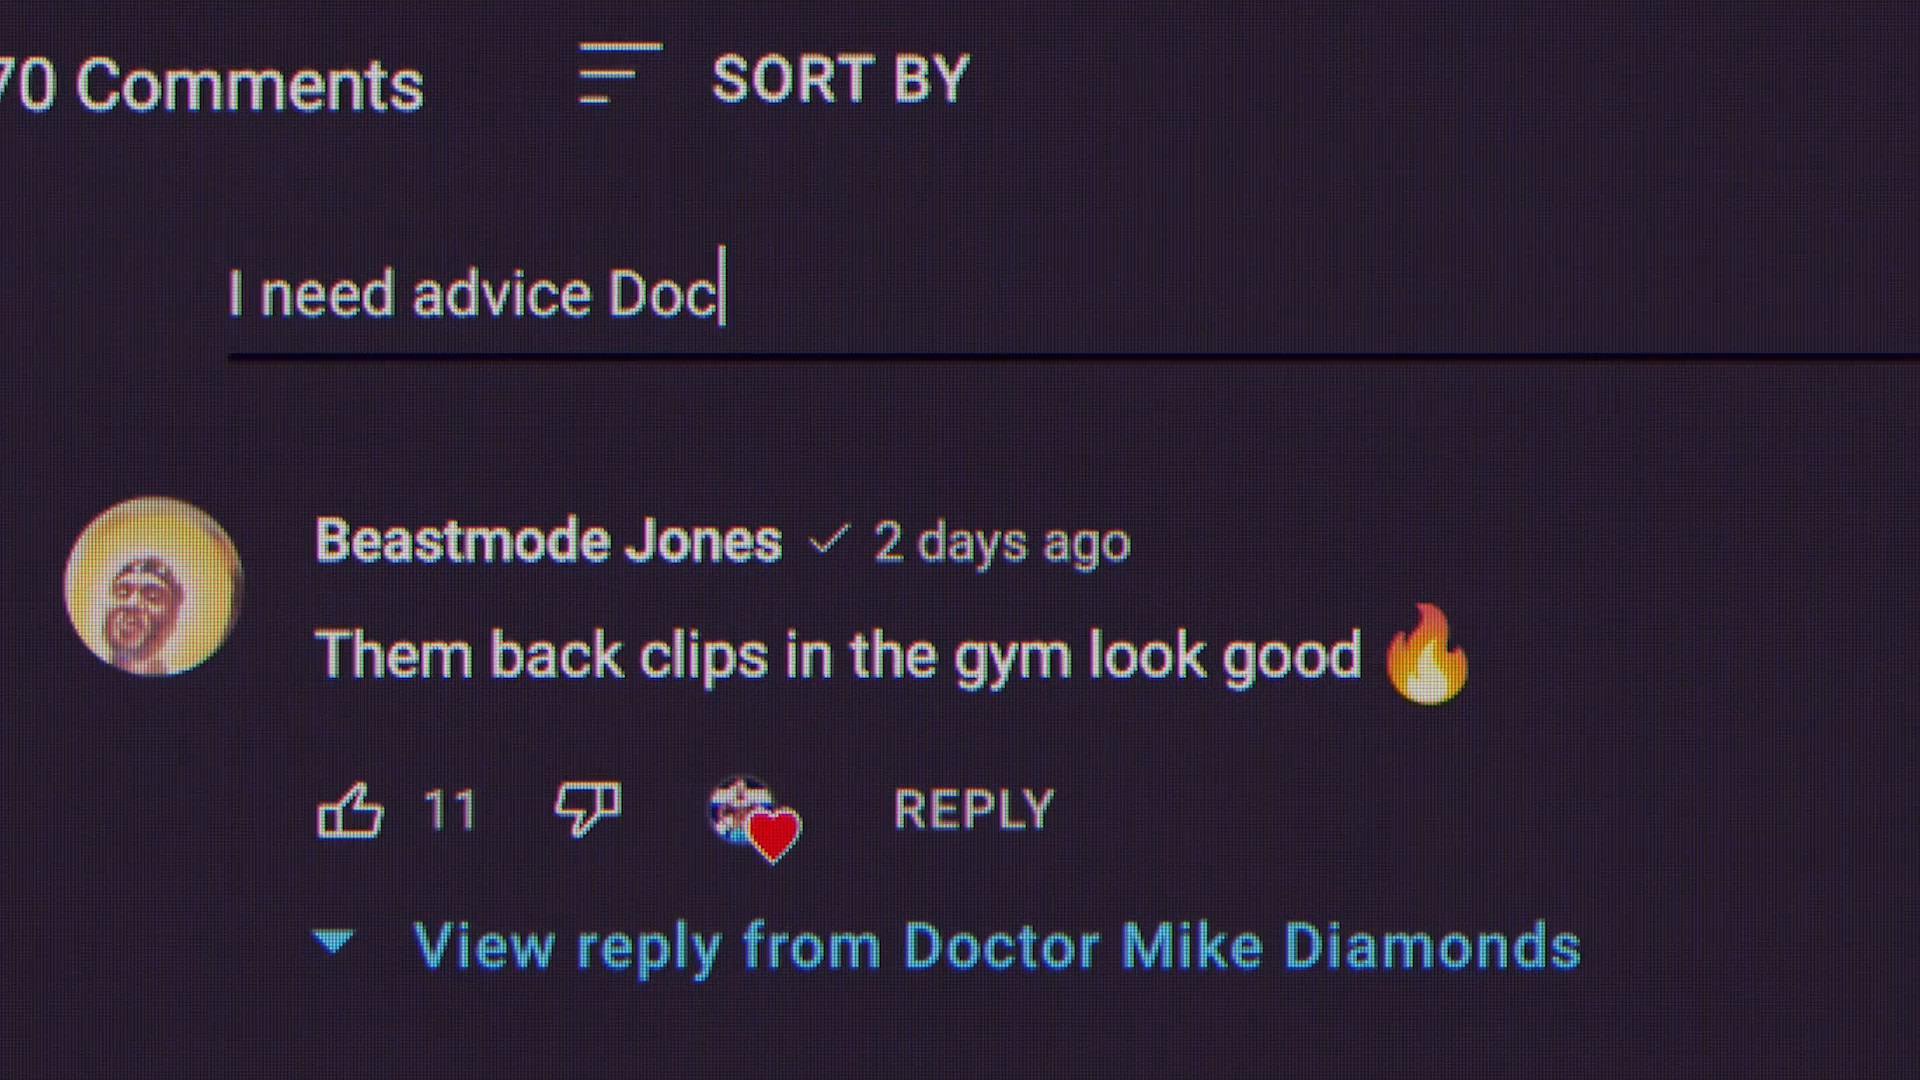 70 Comments
SORT BY
I need advice Doc
Beastmode Jones 2 days ago
Them back clips in the gym look good
11
REPLY
View reply from Doctor Mike Diamonds